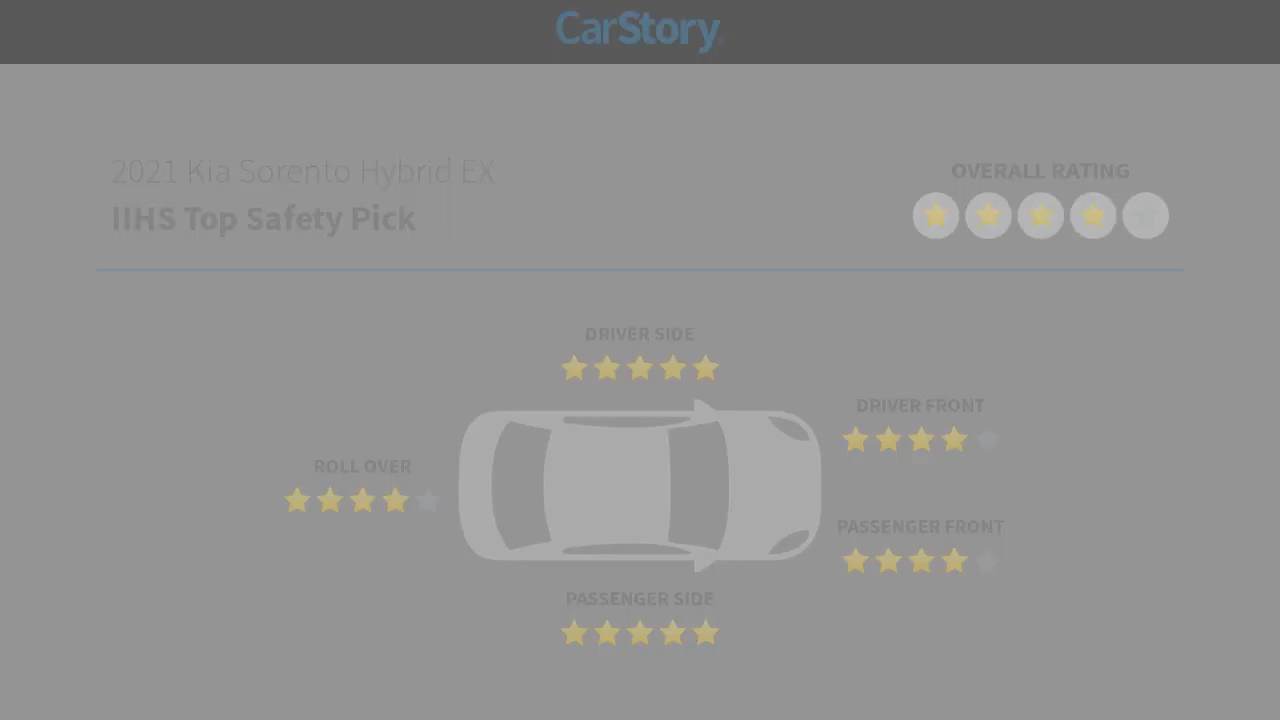 CarStory
2021 Kia Sorento Hybrid EX
IIHS Top Safety Pick
OVERALL RATING
DRIVER SIDE
DRIVER FRONT
ROLL OVER
PASSENGER FRONT
PASSENGER SIDE